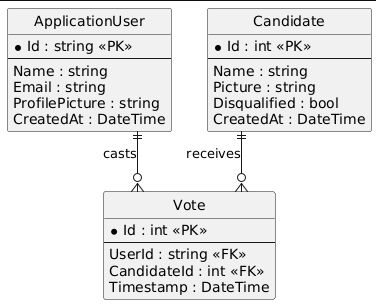 ApplicationUser
* Id : string «PK»
Name : string
Email : string
ProfilePicture : string
CreatedAt : DateTime
Candidate
* Id : int «PK»
Name : string
Picture : string
Disqualified : bool
CreatedAt : DateTime
casts
receives
Vote
* Id : int «PK»
UserId : string «FK»
CandidateId : int «FK»
Timestamp : DateTime